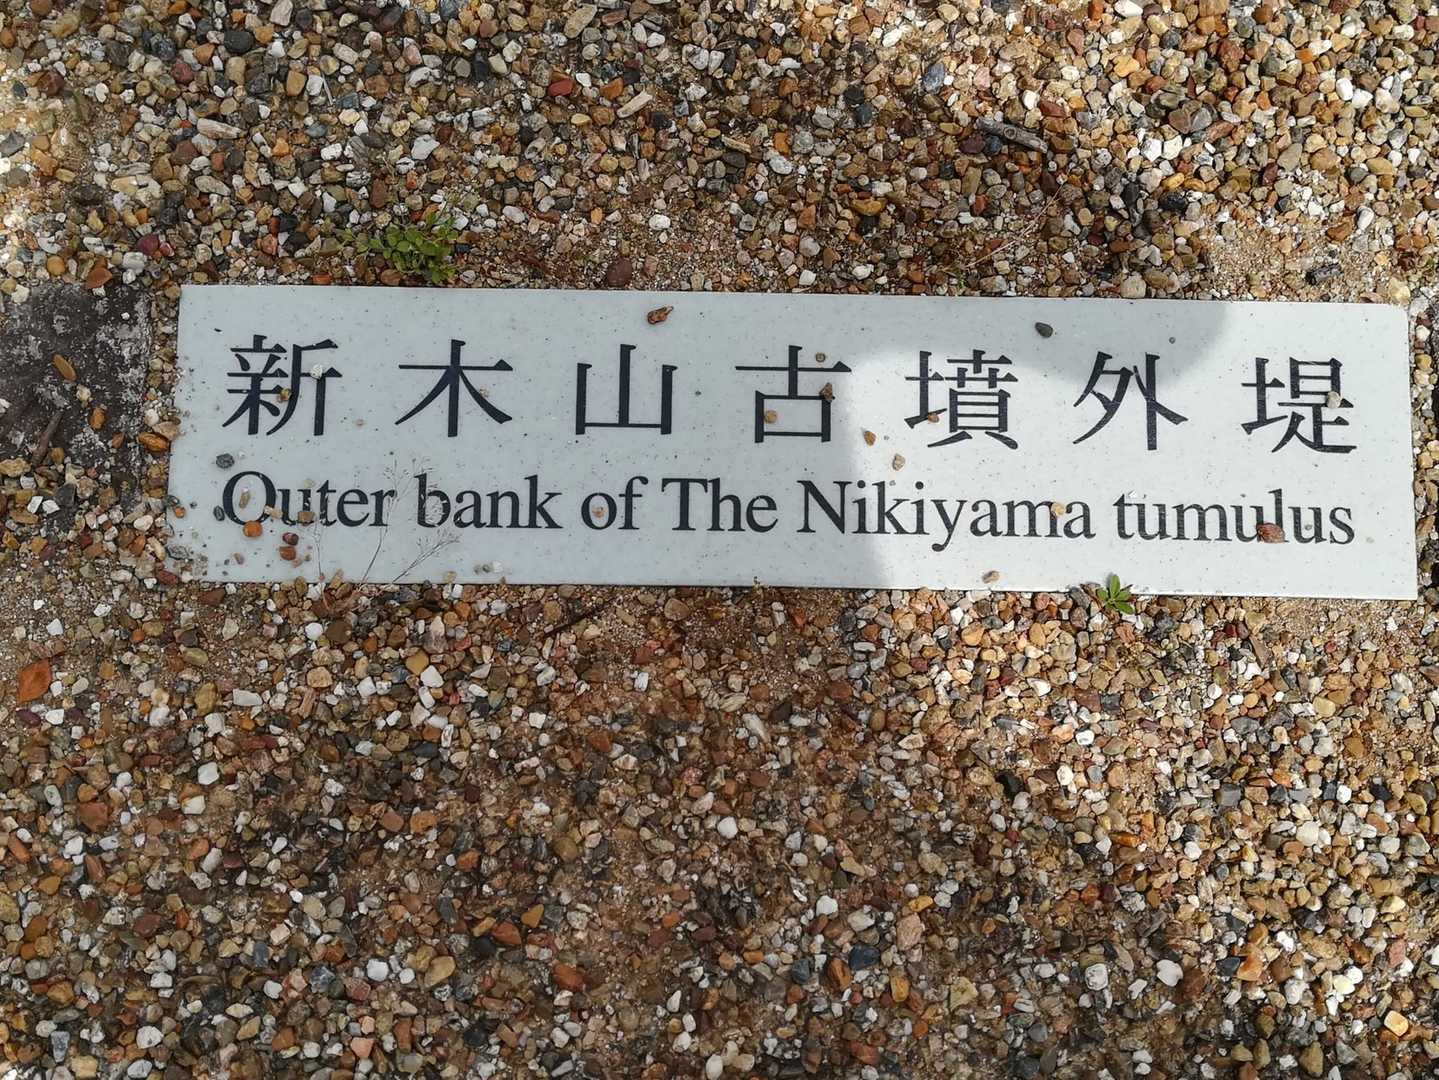 新木山古墳外堤
Outer bank of The Nikiyama tumulus